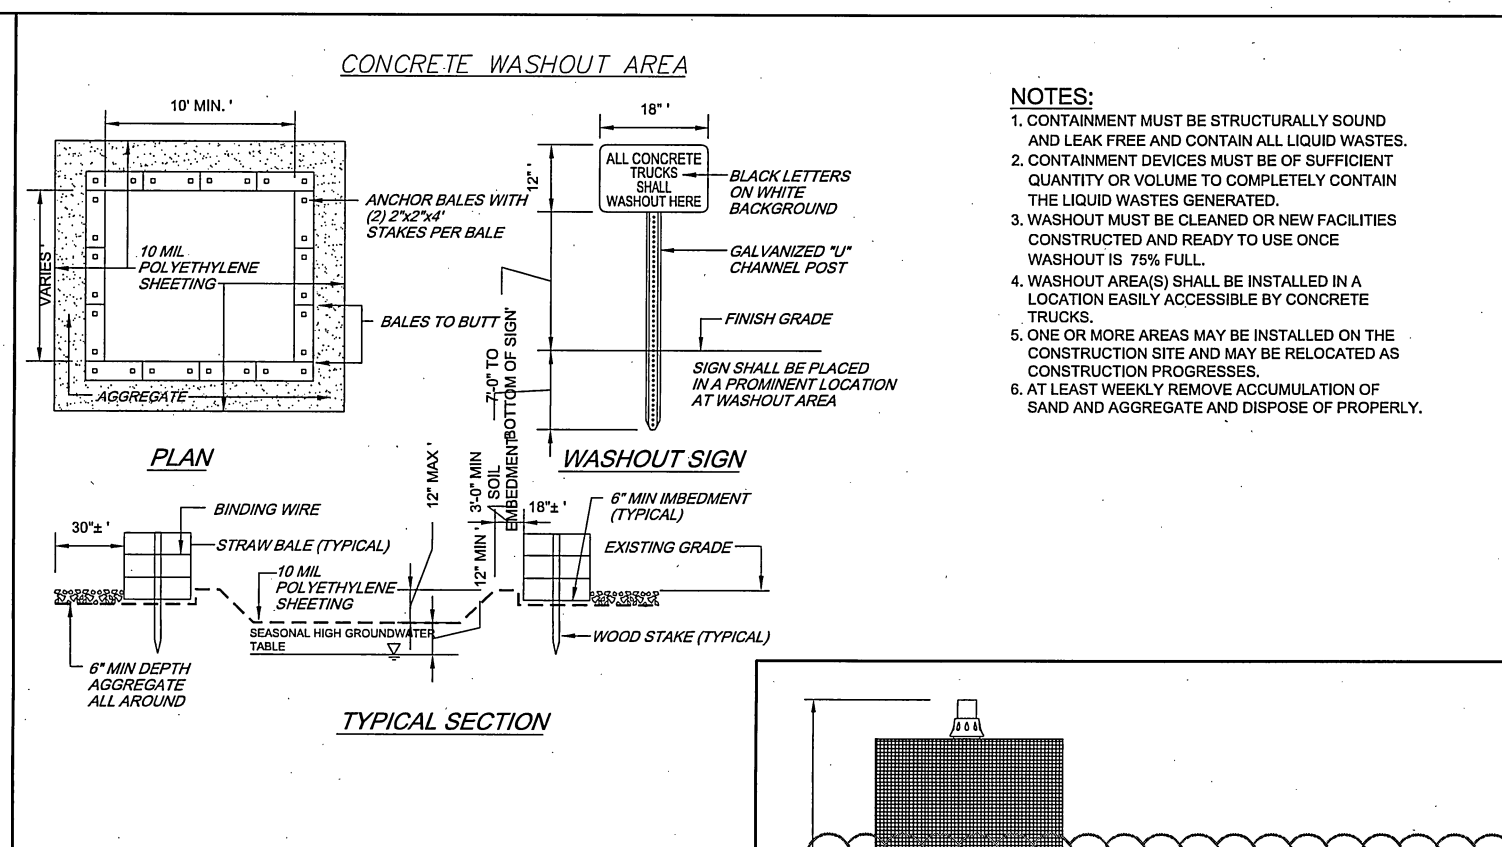 CONCRETE WASHOUT AREA
10' MIN. '
VARIES '
10 MIL
POLYETHYLENE
SHEETING
ANCHOR BALES WITH
(2) 2"x2"x4'
STAKES PER BALE
BALES TO BUTT
AGGREGATE
PLAN
18" '
12" '
ALL CONCRETE
TRUCKS
SHALL
WASHOUT HERE
BLACK LETTERS
ON WHITE
BACKGROUND
GALVANIZED "U"
CHANNEL POST
FINISH GRADE
SIGN SHALL BE PLACED
IN A PROMINENT LOCATION
AT WASHOUT AREA
7'-0" TO
BOTTOM OF SIGN'
3'-0" MIN
SOIL
EMBEDMENT'
WASHOUT SIGN
30"± '
BINDING WIRE
STRAW BALE (TYPICAL)
10 MIL
POLYETHYLENE
SHEETING
12" MAX '
12" MIN '
18"± '
6" MIN IMBEDMENT
(TYPICAL)
EXISTING GRADE
WOOD STAKE (TYPICAL)
SEASONAL HIGH GROUNDWATER
TABLE
6" MIN DEPTH
AGGREGATE
ALL AROUND
TYPICAL SECTION
NOTES:
1. CONTAINMENT MUST BE STRUCTURALLY SOUND
AND LEAK FREE AND CONTAIN ALL LIQUID WASTES.
2. CONTAINMENT DEVICES MUST BE OF SUFFICIENT
QUANTITY OR VOLUME TO COMPLETELY CONTAIN
THE LIQUID WASTES GENERATED.
3. WASHOUT MUST BE CLEANED OR NEW FACILITIES
CONSTRUCTED AND READY TO USE ONCE
WASHOUT IS 75% FULL.
4. WASHOUT AREA(S) SHALL BE INSTALLED IN A
LOCATION EASILY ACCESSIBLE BY CONCRETE
TRUCKS.
5. ONE OR MORE AREAS MAY BE INSTALLED ON THE
CONSTRUCTION SITE AND MAY BE RELOCATED AS
CONSTRUCTION PROGRESSES.
6. AT LEAST WEEKLY REMOVE ACCUMULATION OF
SAND AND AGGREGATE AND DISPOSE OF PROPERLY.